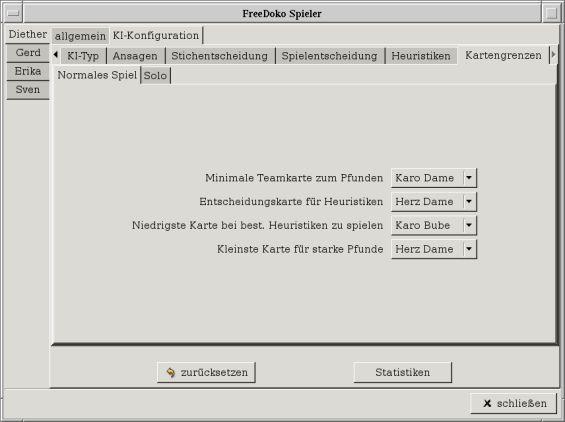 FreeDoko Spieler
Diether
Gerd
Erika
Sven
allgemein KI-Konfiguration
KI-Typ Ansagen Stichentscheidung Spielentscheidung Heuristiken Kartengrenzen
Normales Spiel Solo
Minimale Teamkarte zum Pfunden Karo Dame
Entscheidungskarte für Heuristiken Herz Dame
Niedrigste Karte bei best. Heuristiken zu spielen Karo Bube
Kleinste Karte für starke Pfunde Herz Dame
zurücksetzen Statistiken
schließen